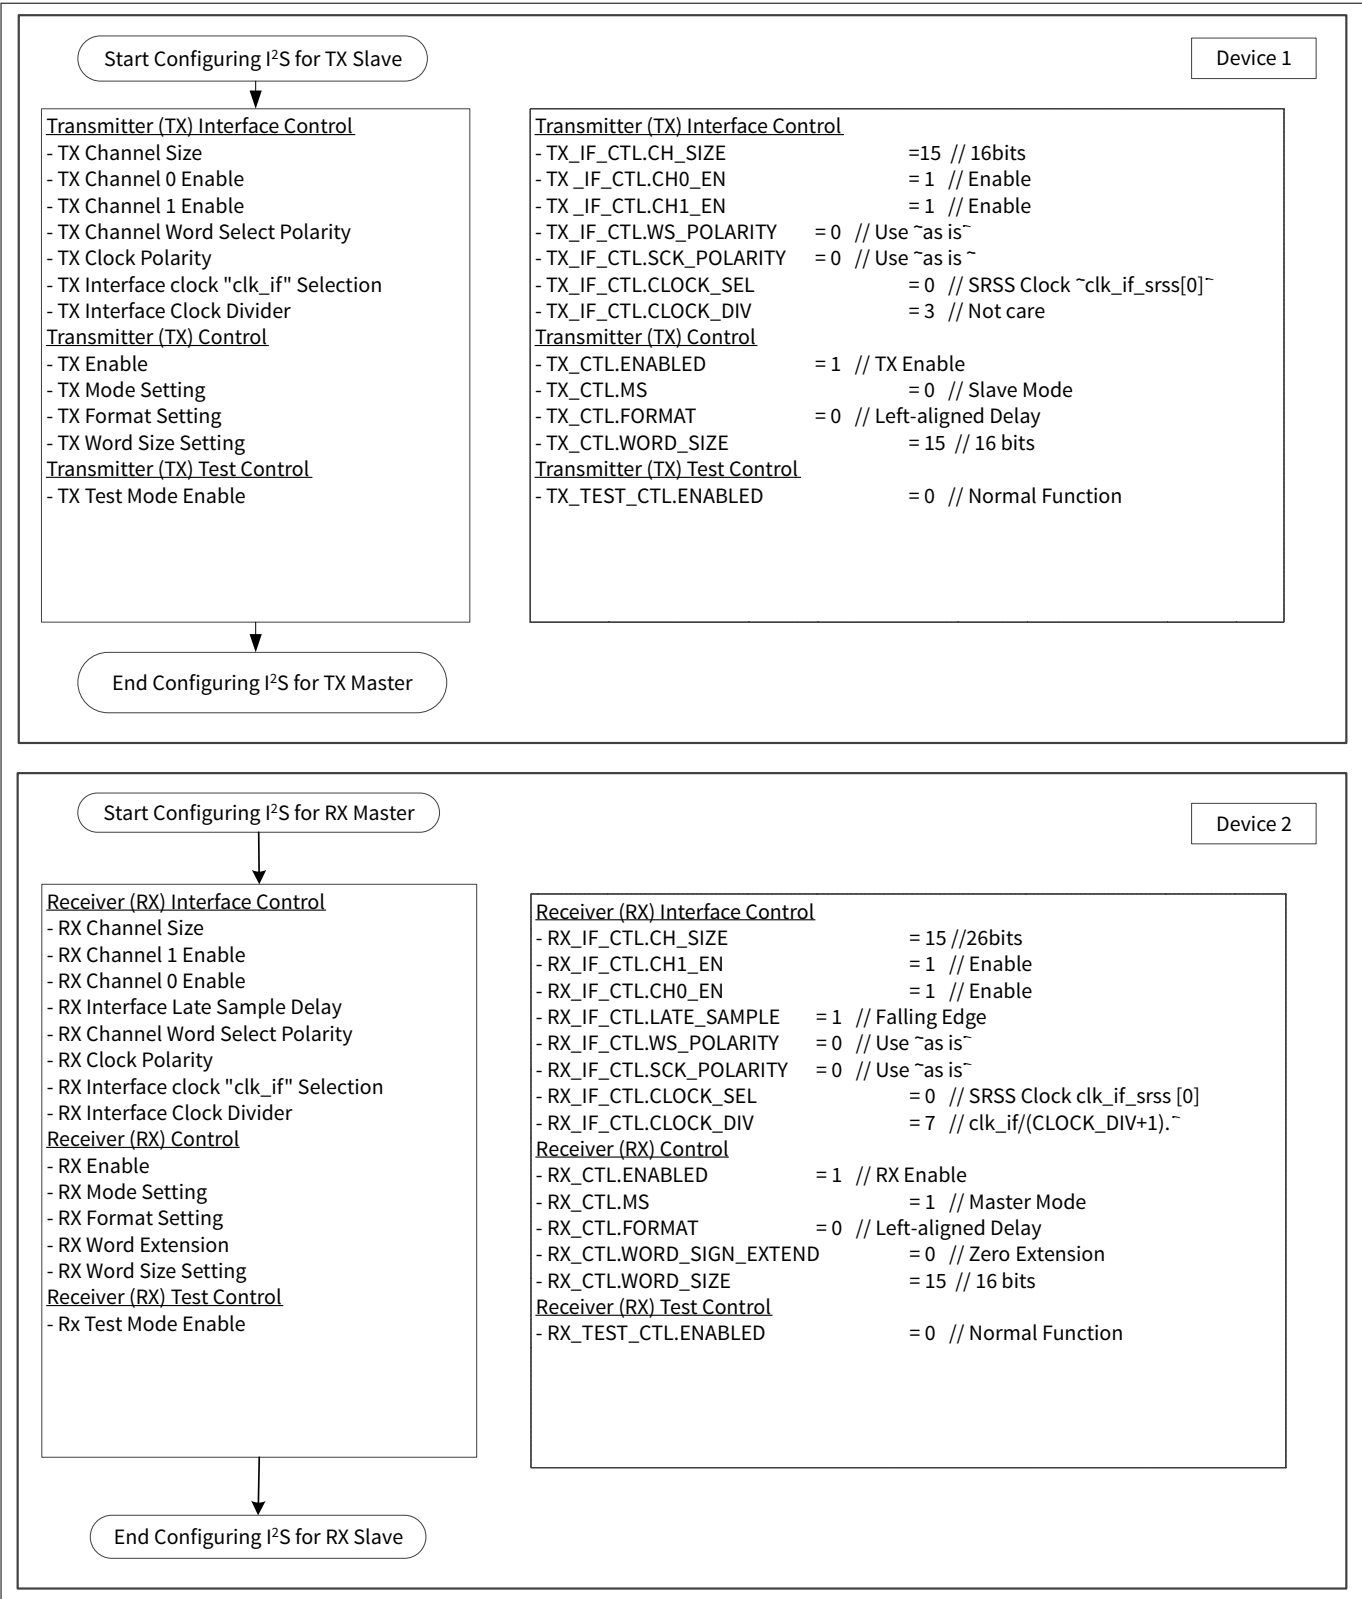 Start Configuring I²S for TX Slave
Device 1
Transmitter (TX) Interface Control
- TX Channel Size
- TX Channel 0 Enable
- TX Channel 1 Enable
- TX Channel Word Select Polarity
- TX Clock Polarity
- TX Interface clock "clk_if" Selection
- TX Interface Clock Divider
Transmitter (TX) Control
- TX Enable
- TX Mode Setting
- TX Format Setting
- TX Word Size Setting
Transmitter (TX) Test Control
- TX Test Mode Enable
Transmitter (TX) Interface Control
- TX_IF_CTL.CH_SIZE =15 // 16bits
- TX _IF_CTL.CH0_EN = 1 // Enable
- TX _IF_CTL.CH1_EN = 1 // Enable
- TX_IF_CTL.WS_POLARITY = 0 // Use ~as is~
- TX_IF_CTL.SCK_POLARITY = 0 // Use ~as is ~
- TX_IF_CTL.CLOCK_SEL = 0 // SRSS Clock ~clk_if_srss[0]~
- TX_IF_CTL.CLOCK_DIV = 3 // Not care
Transmitter (TX) Control
- TX_CTL.ENABLED = 1 // TX Enable
- TX_CTL.MS = 0 // Slave Mode
- TX_CTL.FORMAT = 0 // Left-aligned Delay
- TX_CTL.WORD_SIZE = 15 // 16 bits
Transmitter (TX) Test Control
- TX_TEST_CTL.ENABLED = 0 // Normal Function
End Configuring I²S for TX Master
Start Configuring I²S for RX Master
Device 2
Receiver (RX) Interface Control
- RX Channel Size
- RX Channel 1 Enable
- RX Channel 0 Enable
- RX Interface Late Sample Delay
- RX Channel Word Select Polarity
- RX Clock Polarity
- RX Interface clock "clk_if" Selection
- RX Interface Clock Divider
Receiver (RX) Control
- RX Enable
- RX Mode Setting
- RX Format Setting
- RX Word Extension
- RX Word Size Setting
Receiver (RX) Test Control
- Rx Test Mode Enable
Receiver (RX) Interface Control
- RX_IF_CTL.CH_SIZE = 15 //26bits
- RX_IF_CTL.CH1_EN = 1 // Enable
- RX_IF_CTL.CH0_EN = 1 // Enable
- RX_IF_CTL.LATE_SAMPLE = 1 // Falling Edge
- RX_IF_CTL.WS_POLARITY = 0 // Use ~as is~
- RX_IF_CTL.SCK_POLARITY = 0 // Use ~as is~
- RX_IF_CTL.CLOCK_SEL = 0 // SRSS Clock clk_if_srss [0]
- RX_IF_CTL.CLOCK_DIV = 7 // clk_if/(CLOCK_DIV+1).~
Receiver (RX) Control
- RX_CTL.ENABLED = 1 // RX Enable
- RX_CTL.MS = 1 // Master Mode
- RX_CTL.FORMAT = 0 // Left-aligned Delay
- RX_CTL.WORD_SIGN_EXTEND = 0 // Zero Extension
- RX_CTL.WORD_SIZE = 15 // 16 bits
Receiver (RX) Test Control
- RX_TEST_CTL.ENABLED = 0 // Normal Function
End Configuring I²S for RX Slave